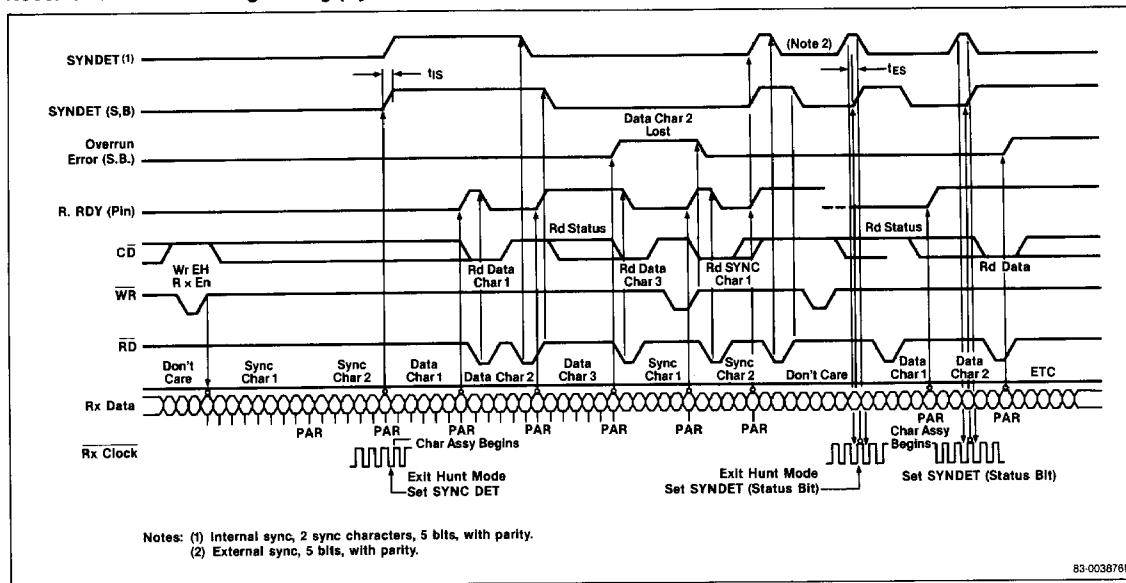 SYNDET (1)
(Note 2)
tIS
tES
SYNDET (S,B)
Data Char 2
Lost
Overrun
Error (S.B.)
R. RDY (Pin)
Rd Status
Rd Status
CD
Wr EH
R × En
Rd Data
Char 1
Rd Data
Char 3
Rd SYNC
Char 1
Rd Data
WR
RD
Don't
Care
Sync
Char 1
Sync
Char 2
Data
Char 1
Data
Char 2
Data
Char 3
Sync
Char 1
Sync
Char 2
Don't Care
Data
Char 1
Data
Char 2
ETC
Rx Data
PAR
PAR
PAR
PAR
PAR
PAR
PAR
PAR
PAR
Rx Clock
Char Assy Begins
Char Assy
Begins
Exit Hunt Mode
Set SYNC DET
Exit Hunt Mode
Set SYNDET (Status Bit)
Set SYNDET (Status Bit)
Notes: (1) Internal sync, 2 sync characters, 5 bits, with parity.
(2) External sync, 5 bits, with parity.